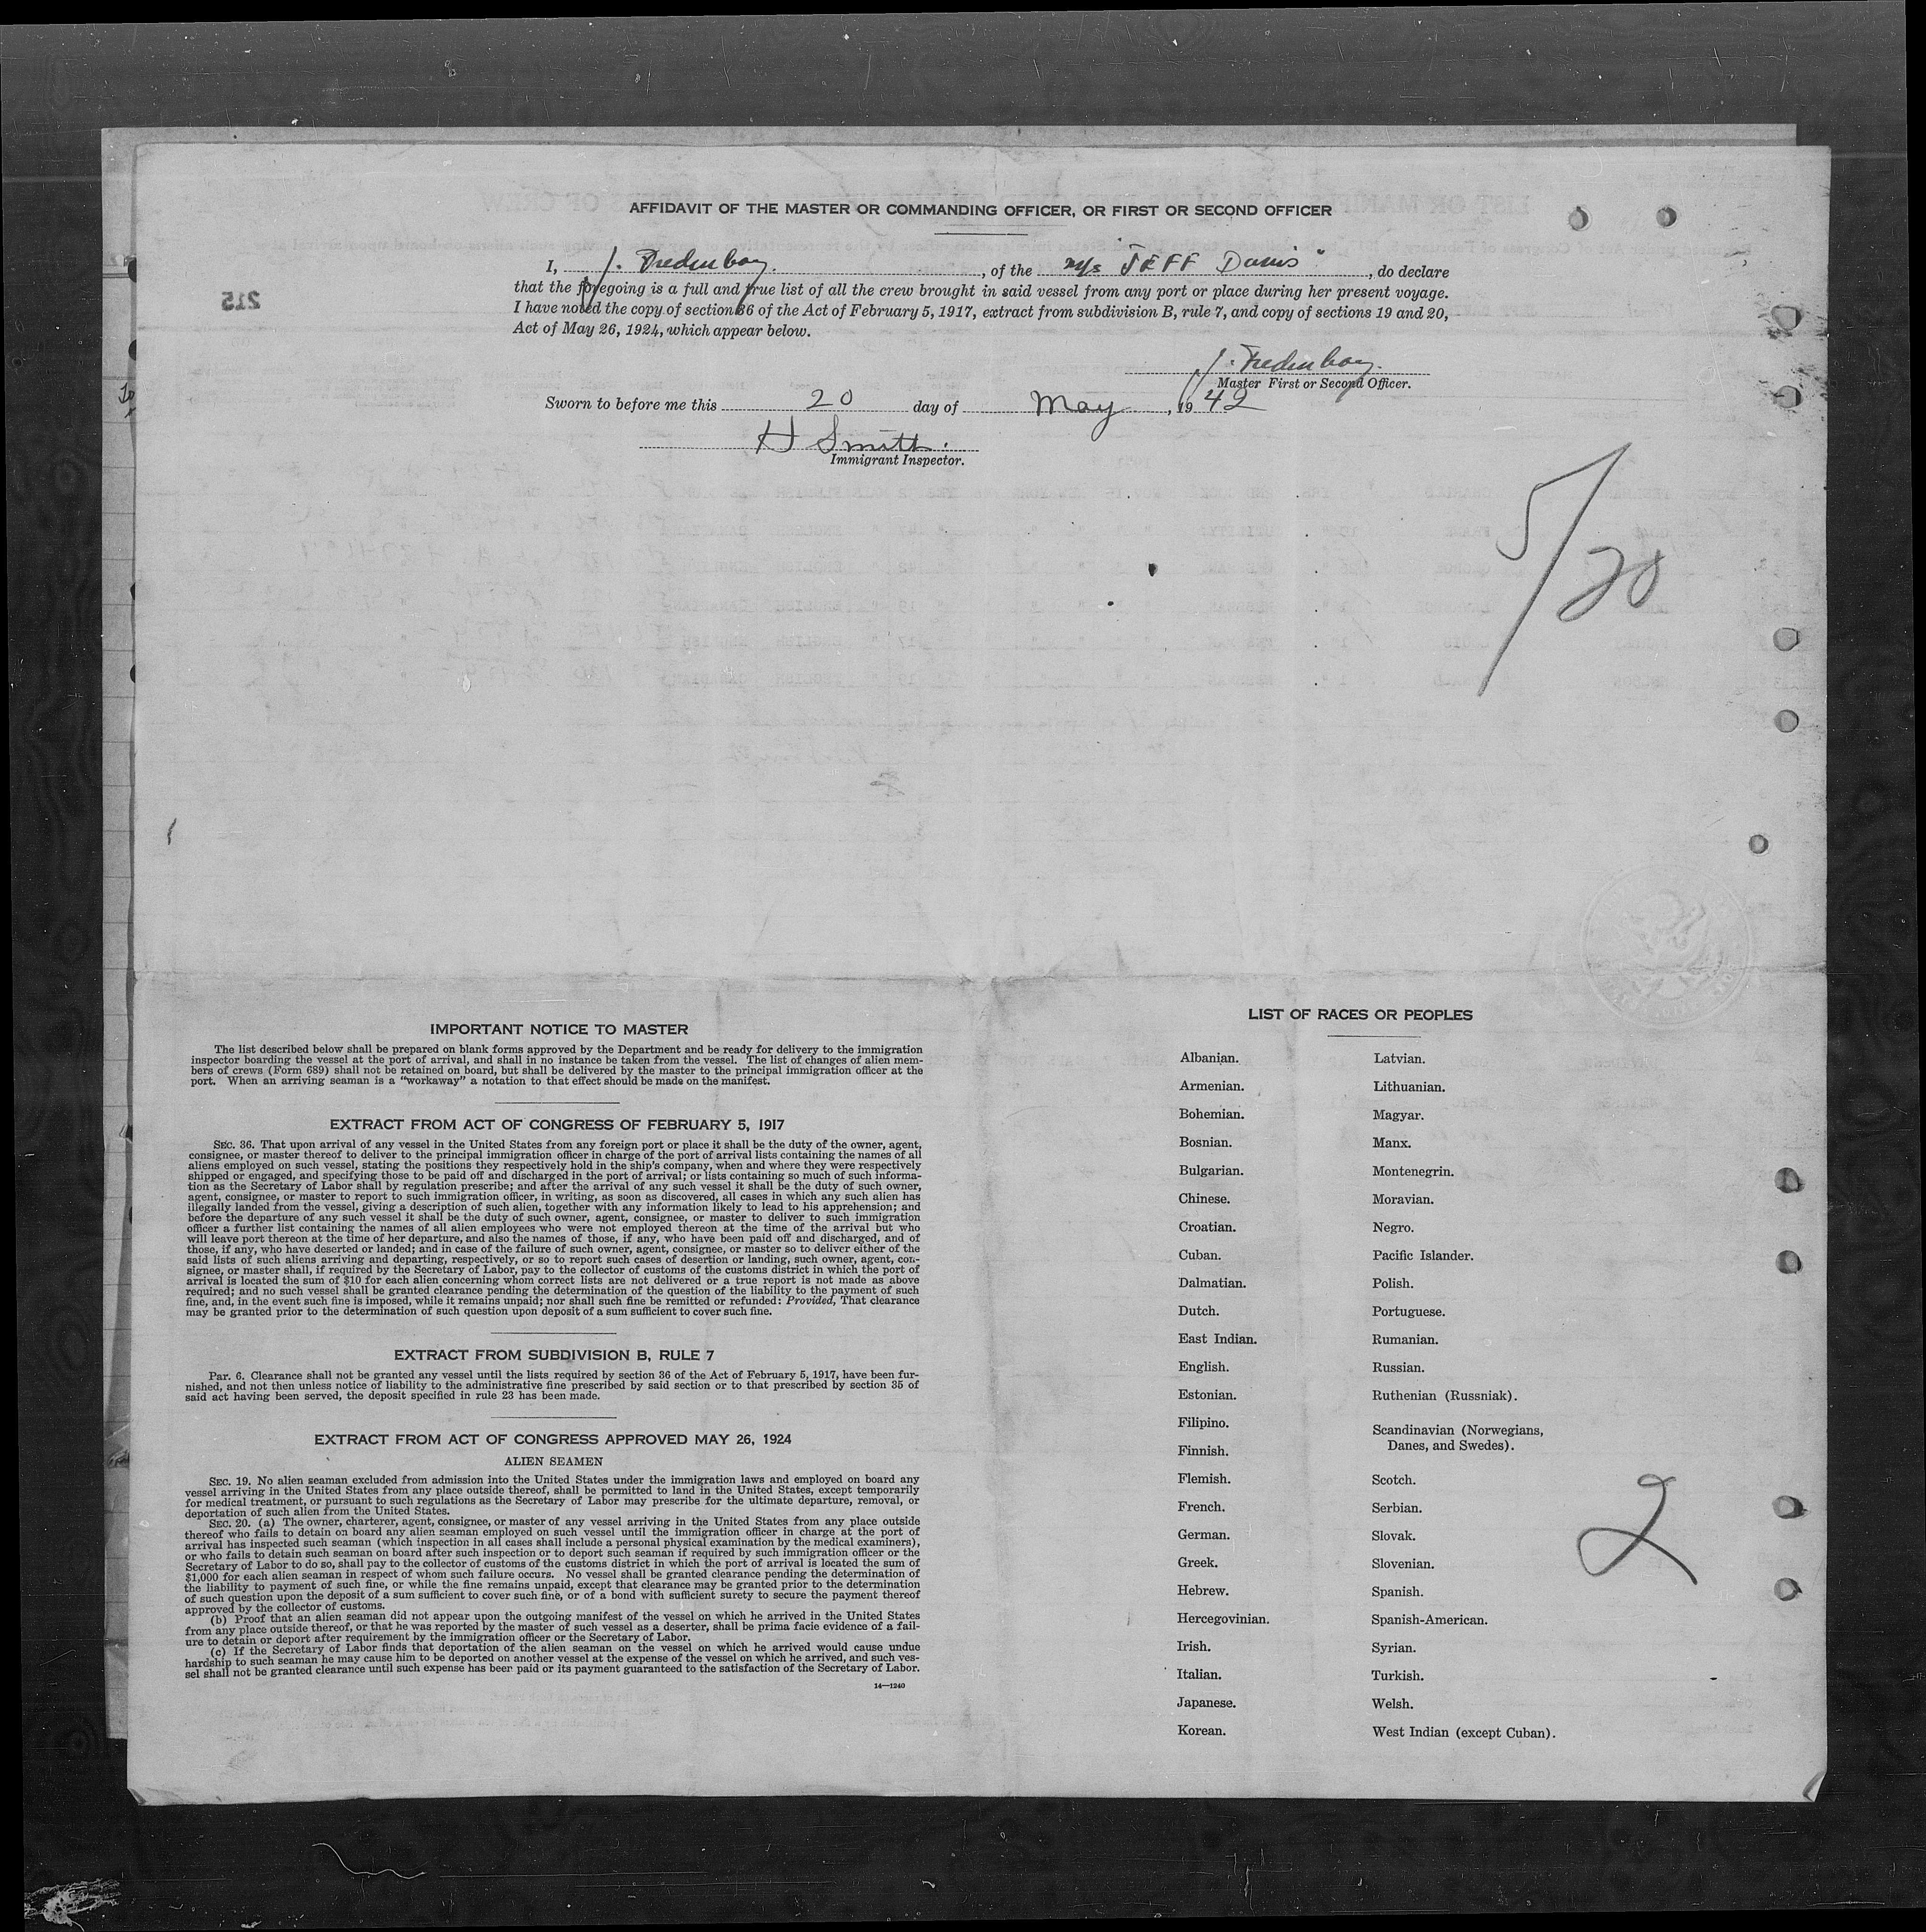 AFFIDAVIT OF THE MASTER OR COMMANDING OFFICER, OR FIRST OR SECOND OFFICER
I, J. Fredenboy., of the m/s "JEFF Davis", do declare
that the foregoing is a full and true list of all the crew brought in said vessel from any port or place during her present voyage.
I have noted the copy of section 36 of the Act of February 5, 1917, extract from subdivision B, rule 7, and copy of sections 19 and 20,
Act of May 26, 1924, which appear below.
J. Fredenboy.
Master First or Second Officer.
Sworn to before me this 20 day of May, 1942
H Smith.
Immigrant Inspector.
215
5/20
IMPORTANT NOTICE TO MASTER
The list described below shall be prepared on blank forms approved by the Department and be ready for delivery to the immigration
inspector boarding the vessel at the port of arrival, and shall in no instance be taken from the vessel. The list of changes of alien mem-
bers of crews (Form 689) shall not be retained on board, but shall be delivered by the master to the principal immigration officer at the
port. When an arriving seaman is a "workaway" a notation to that effect should be made on the manifest.
EXTRACT FROM ACT OF CONGRESS OF FEBRUARY 5, 1917
SEC. 36. That upon arrival of any vessel in the United States from any foreign port or place it shall be the duty of the owner, agent,
consignee, or master thereof to deliver to the principal immigration officer in charge of the port of arrival lists containing the names of all
aliens employed on such vessel, stating the positions they respectively hold in the ship's company, when and where they were respectively
shipped or engaged, and specifying those to be paid off and discharged in the port of arrival; or lists containing so much of such informa-
tion as the Secretary of Labor shall by regulation prescribe; and after the arrival of any such vessel it shall be the duty of such owner,
agent, consignee, or master to report to such immigration officer, in writing, as soon as discovered, all cases in which any such alien has
illegally landed from the vessel, giving a description of such alien, together with any information likely to lead to his apprehension; and
before the departure of any such vessel it shall be the duty of such owner, agent, consignee, or master to deliver to such immigration
officer a further list containing the names of all alien employees who were not employed thereon at the time of the arrival but who
will leave port thereon at the time of her departure, and also the names of those, if any, who have been paid off and discharged, and of
those, if any, who have deserted or landed; and in case of the failure of such owner, agent, consignee, or master so to deliver either of the
said lists of such aliens arriving and departing, respectively, or so to report such cases of desertion or landing, such owner, agent, con-
signee, or master shall, if required by the Secretary of Labor, pay to the collector of customs of the customs district in which the port of
arrival is located the sum of $10 for each alien concerning whom correct lists are not delivered or a true report is not made as above
required; and no such vessel shall be granted clearance pending the determination of the question of the liability to the payment of such
fine, and, in the event such fine is imposed, while it remains unpaid; nor shall such fine be remitted or refunded: Provided, That clearance
may be granted prior to the determination of such question upon deposit of a sum sufficient to cover such fine.
EXTRACT FROM SUBDIVISION B, RULE 7
Par. 6. Clearance shall not be granted any vessel until the lists required by section 36 of the Act of February 5, 1917, have been fur-
nished, and not then unless notice of liability to the administrative fine prescribed by said section or to that prescribed by section 35 of
said act having been served, the deposit specified in rule 23 has been made.
EXTRACT FROM ACT OF CONGRESS APPROVED MAY 26, 1924
ALIEN SEAMEN
SEC. 19. No alien seaman excluded from admission into the United States under the immigration laws and employed on board any
vessel arriving in the United States from any place outside thereof, shall be permitted to land in the United States, except temporarily
for medical treatment, or pursuant to such regulations as the Secretary of Labor may prescribe for the ultimate departure, removal, or
deportation of such alien from the United States.
SEC. 20. (a) The owner, charterer, agent, consignee, or master of any vessel arriving in the United States from any place outside
thereof who fails to detain on board any alien seaman employed on such vessel until the immigration officer in charge at the port of
arrival has inspected such seaman (which inspection in all cases shall include a personal physical examination by the medical examiners),
or who fails to detain such seaman on board after such inspection or to deport such seaman if required by such immigration officer or the
Secretary of Labor to do so, shall pay to the collector of customs of the customs district in which the port of arrival is located the sum of
$1,000 for each alien seaman in respect of whom such failure occurs. No vessel shall be granted clearance pending the determination of
the liability to payment of such fine, or while the fine remains unpaid, except that clearance may be granted prior to the determination
of such question upon the deposit of a sum sufficient to cover such fine, or of a bond with sufficient surety to secure the payment thereof
approved by the collector of customs.
(b) Proof that an alien seaman did not appear upon the outgoing manifest of the vessel on which he arrived in the United States
from any place outside thereof, or that he was reported by the master of such vessel as a deserter, shall be prima facie evidence of a fail-
ure to detain or deport after requirement by the immigration officer or the Secretary of Labor.
(c) If the Secretary of Labor finds that deportation of the alien seaman on the vessel on which he arrived would cause undue
hardship to such seaman he may cause him to be deported on another vessel at the expense of the vessel on which he arrived, and such ves-
sel shall not be granted clearance until such expense has been paid or its payment guaranteed to the satisfaction of the Secretary of Labor.
14—1240
LIST OF RACES OR PEOPLES
Albanian.
Armenian.
Bohemian.
Bosnian.
Bulgarian.
Chinese.
Croatian.
Cuban.
Dalmatian.
Dutch.
East Indian.
English.
Estonian.
Filipino.
Finnish.
Flemish.
French.
German.
Greek.
Hebrew.
Hercegovinian.
Irish.
Italian.
Japanese.
Korean.
Latvian.
Lithuanian.
Magyar.
Manx.
Montenegrin.
Moravian.
Negro.
Pacific Islander.
Polish.
Portuguese.
Rumanian.
Russian.
Ruthenian (Russniak).
Scandinavian (Norwegians,
Danes, and Swedes).
Scotch.
Serbian.
Slovak.
Slovenian.
Spanish.
Spanish-American.
Syrian.
Turkish.
Welsh.
West Indian (except Cuban).
2